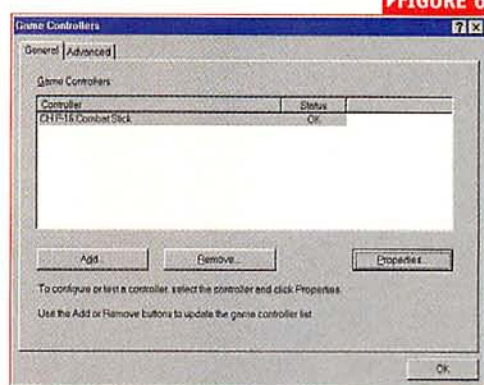 FIGURE 6
Game Controllers
General Advanced
Game Controllers
Controller Status
CH F-16 Combat Stick OK
Add... Remove... Properties
To configure or test a controller, select the controller and click Properties.
Use the Add or Remove buttons to update the game controller list
OK